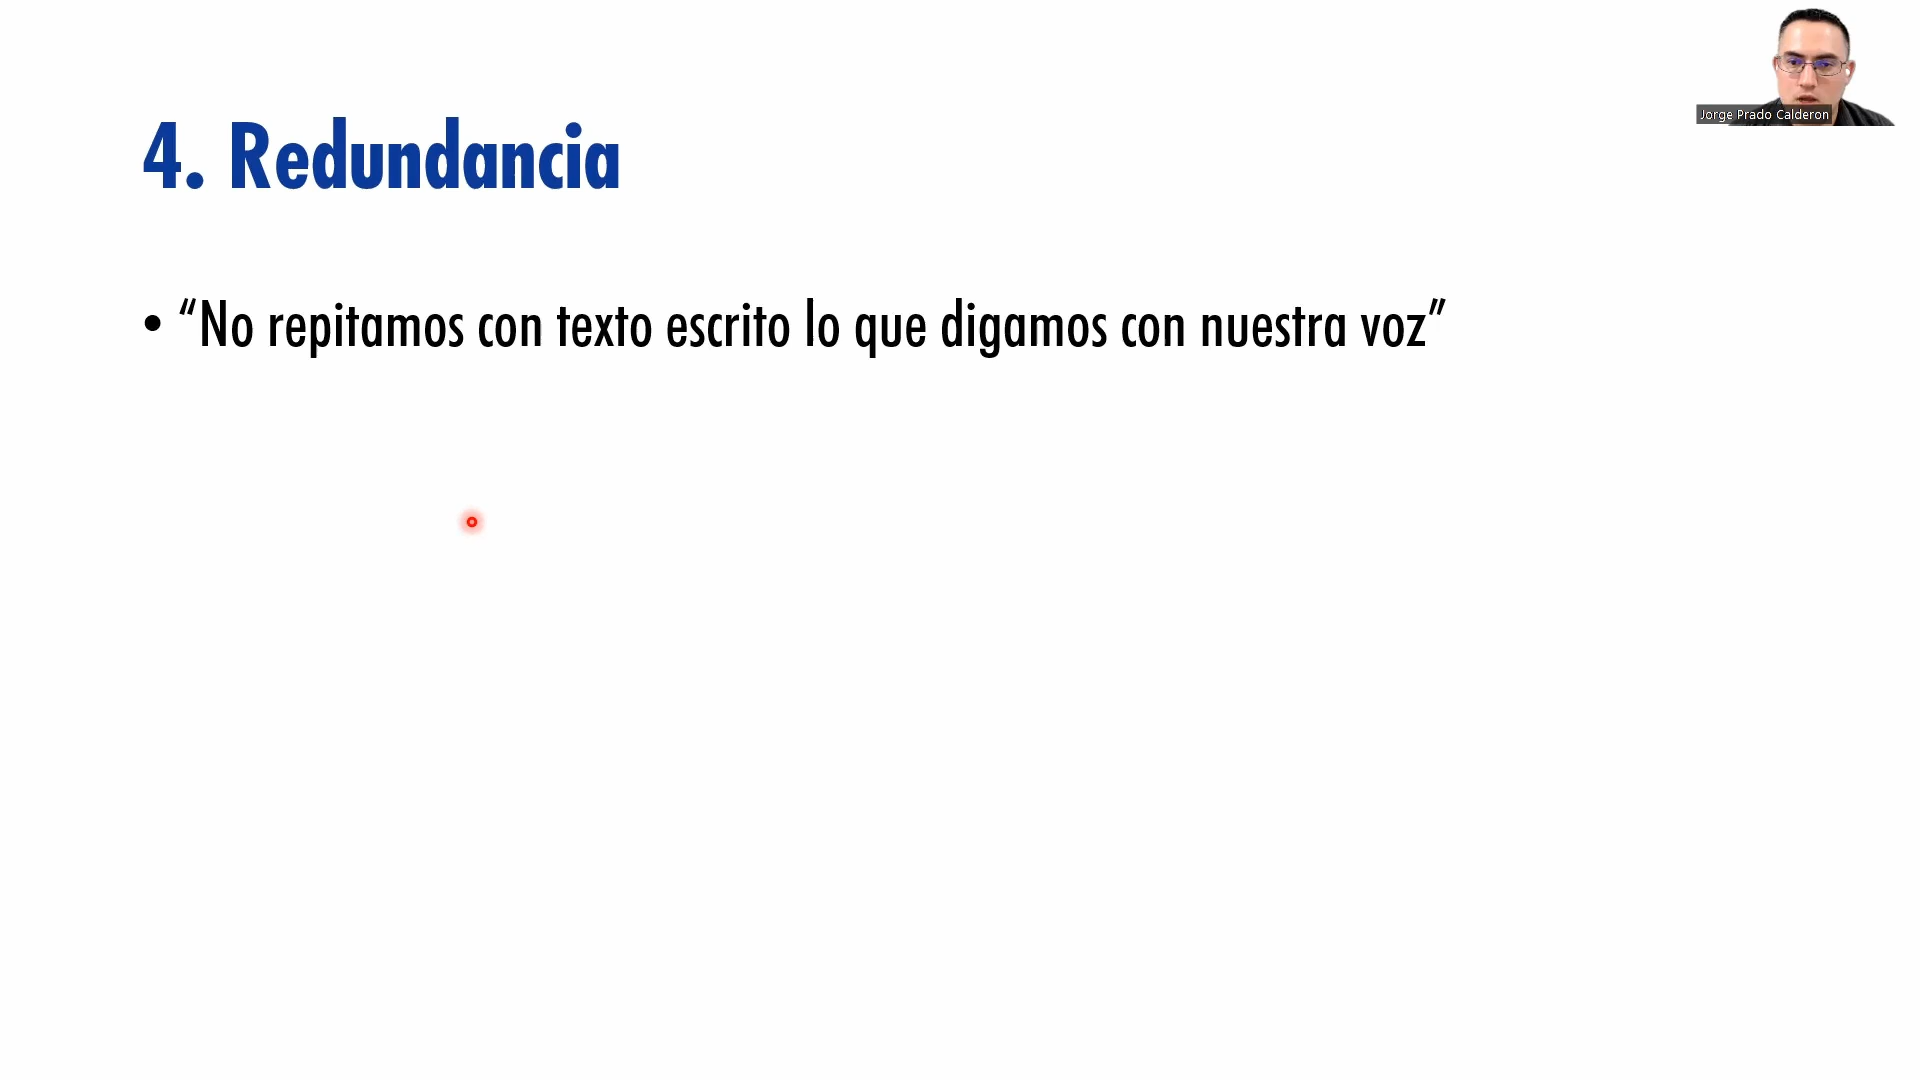 Jorge Prado Calderon
4. Redundancia
• “No repitamos con texto escrito lo que digamos con nuestra voz”